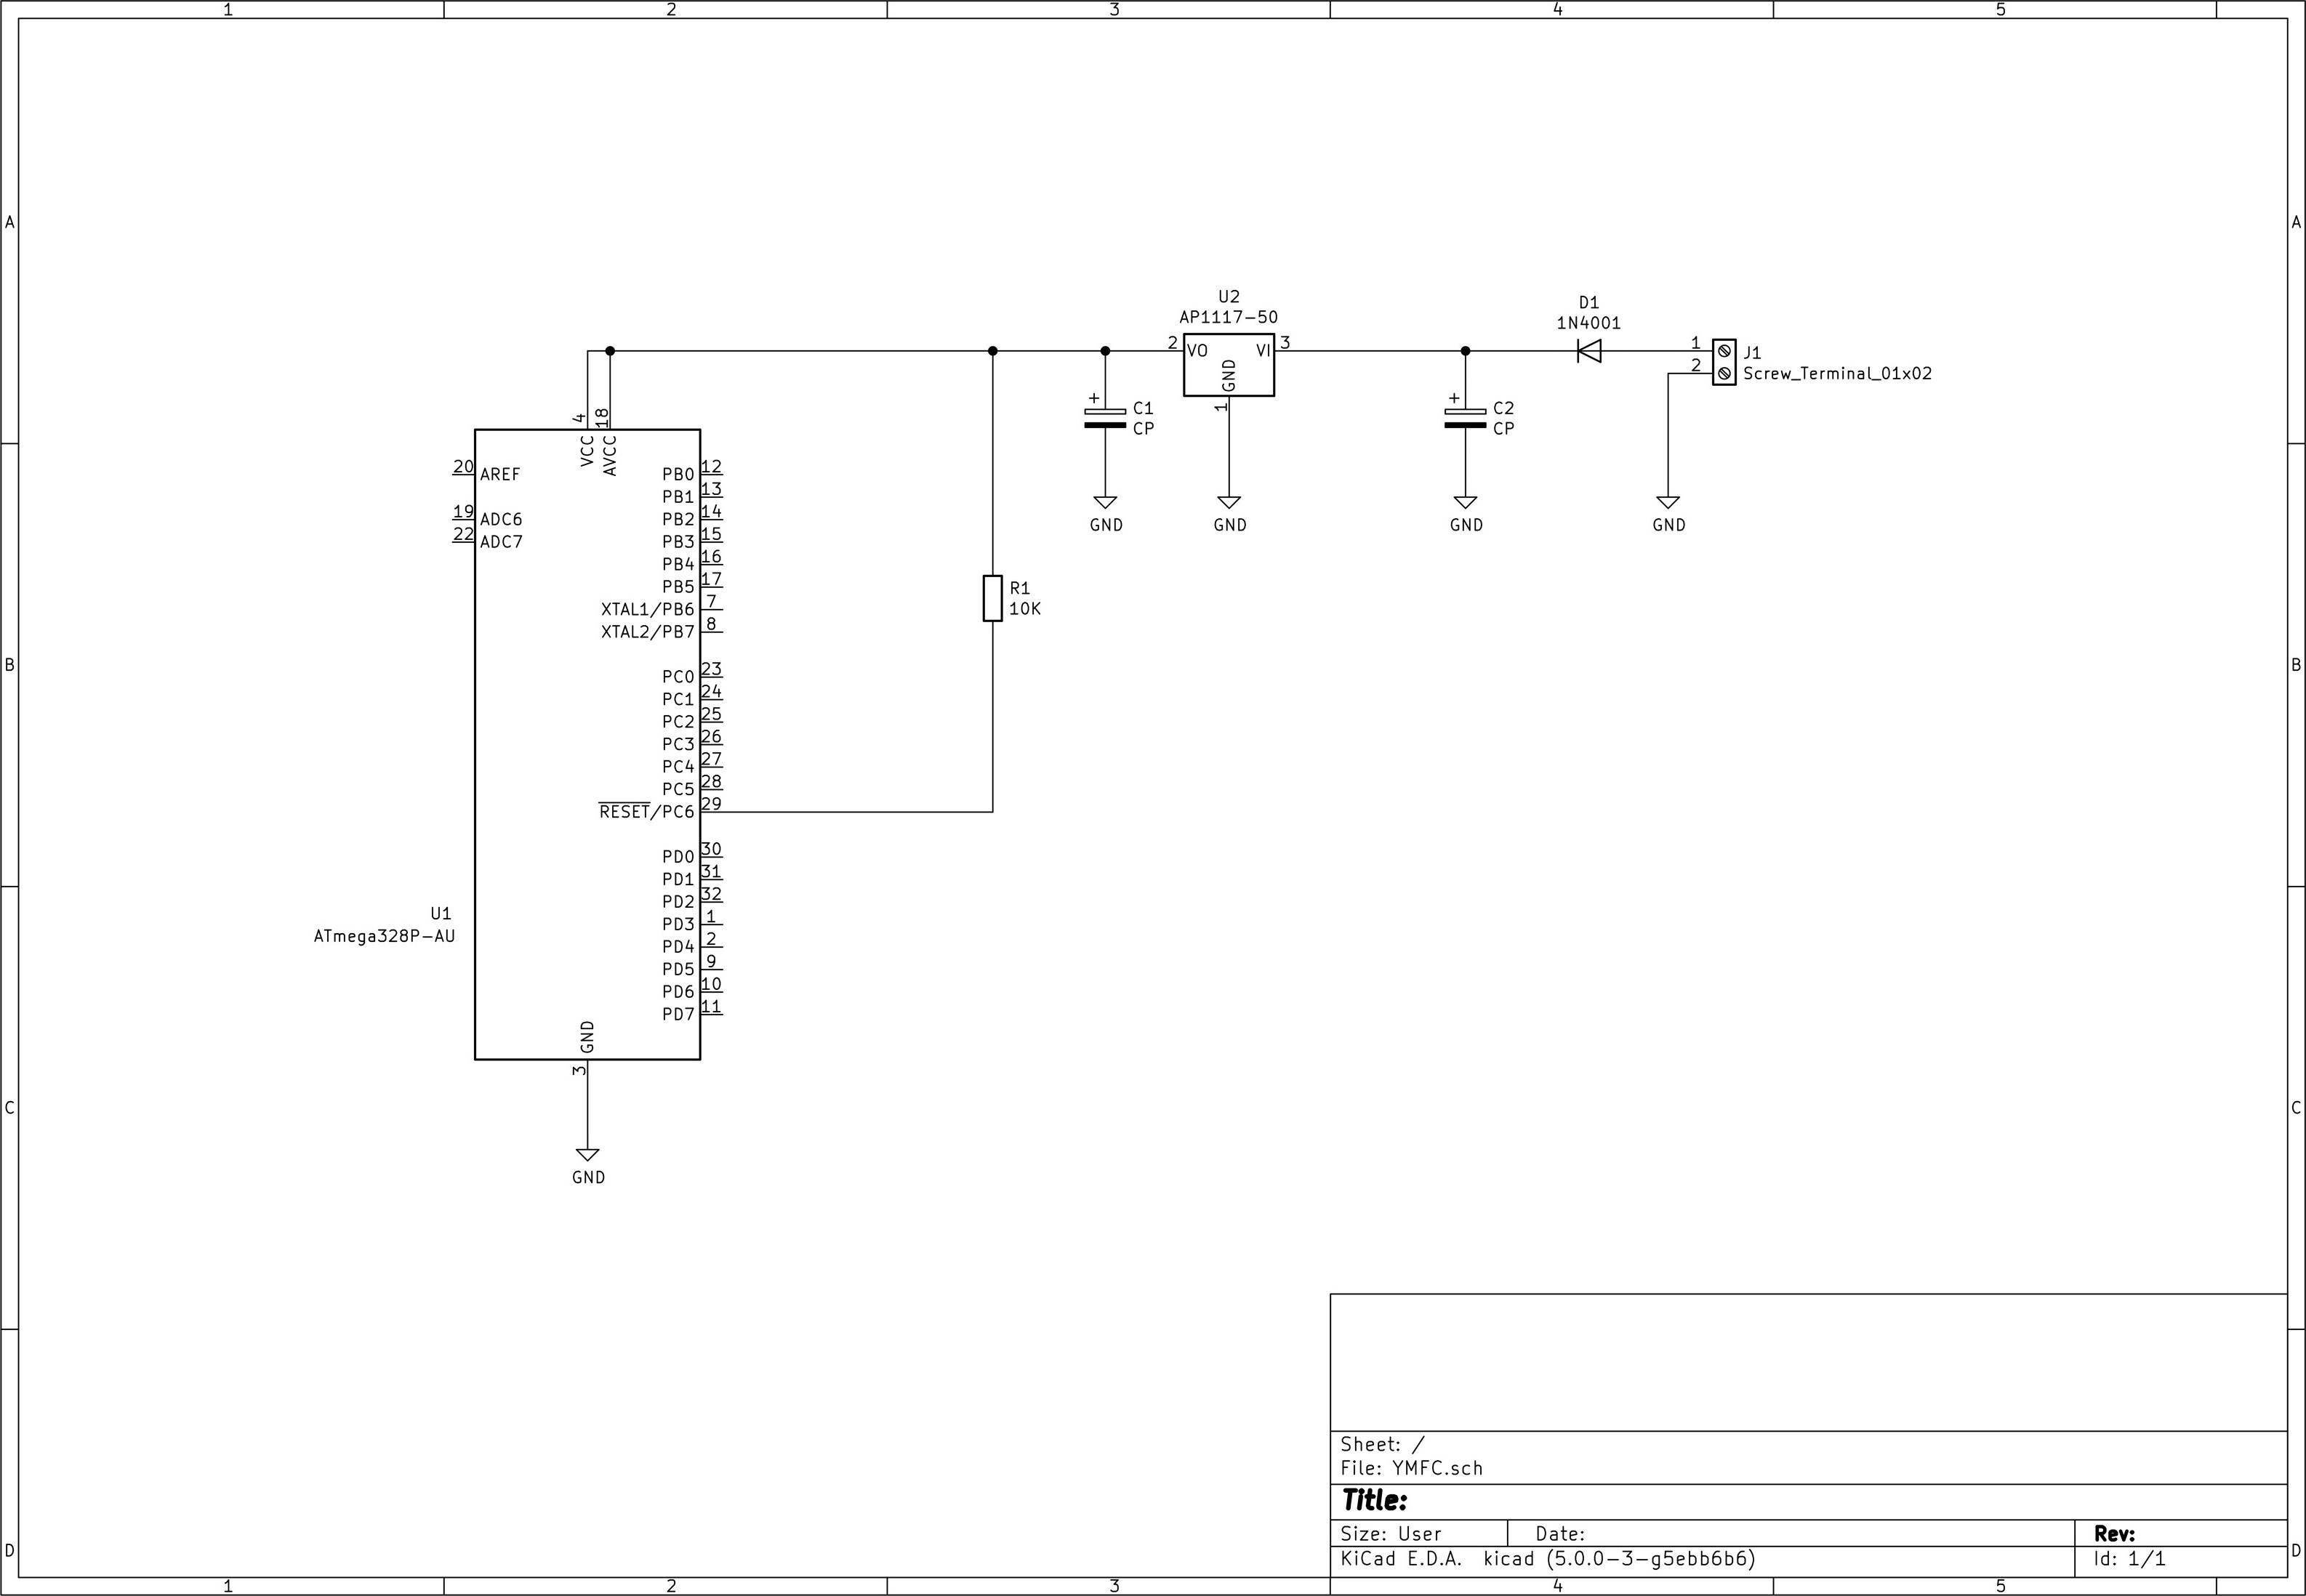 1 2 3 4 5
A A
U2
AP1117-50
D1
1N4001
2 VO VI 3
GND
1
1
2
J1
Screw_Terminal_01x02
+ C1
CP
+ C2
CP
GND GND GND GND
4 18
VCC AVCC
20 AREF
19 ADC6
22 ADC7
PB0 12
PB1 13
PB2 14
PB3 15
PB4 16
PB5 17
XTAL1/PB6 7
XTAL2/PB7 8
R1
10K
B B
PC0 23
PC1 24
PC2 25
PC3 26
PC4 27
PC5 28
RESET/PC6 29
PD0 30
PD1 31
PD2 32
PD3 1
PD4 2
PD5 9
PD6 10
PD7 11
U1
ATmega328P-AU
GND
3
GND
C C
Sheet: /
File: YMFC.sch
Title:
Size: User Date: Rev:
KiCad E.D.A. kicad (5.0.0-3-g5ebb6b6) Id: 1/1
D D
1 2 3 4 5